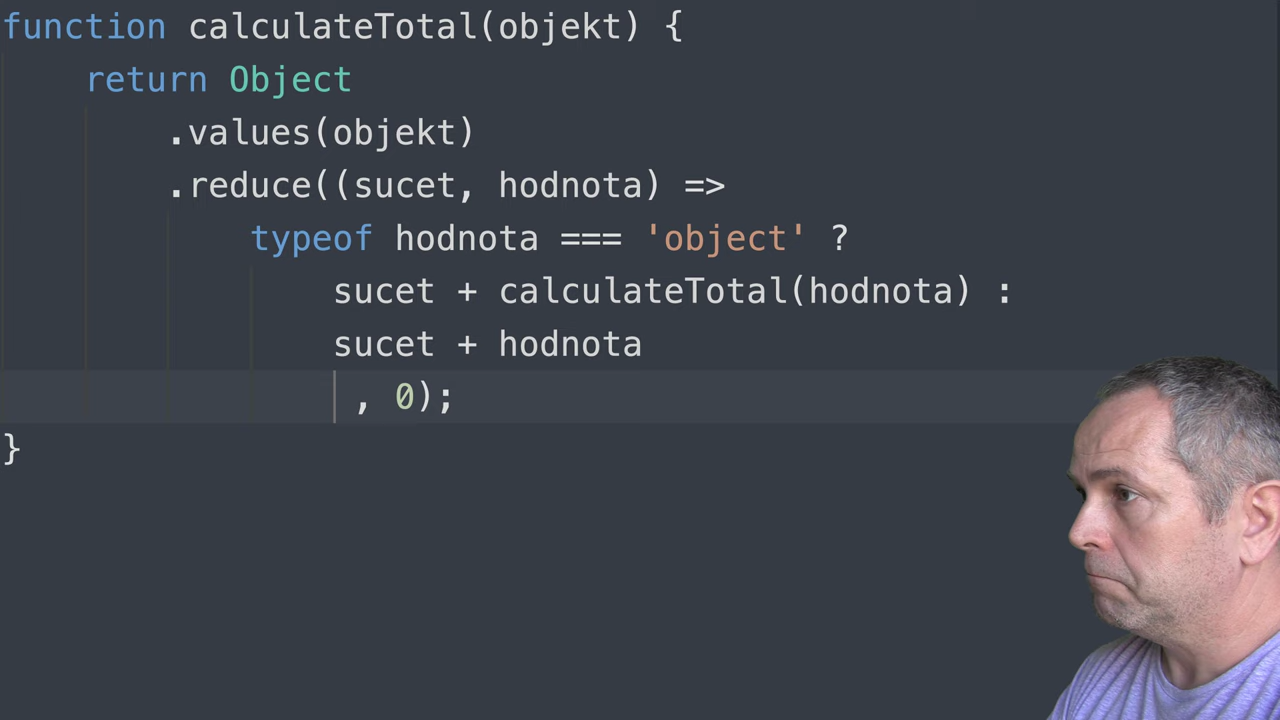 function calculateTotal(objekt) {
    return Object
        .values(objekt)
        .reduce((sucet, hodnota) =>
            typeof hodnota === 'object' ?
                sucet + calculateTotal(hodnota) :
                sucet + hodnota
                 , 0);
}